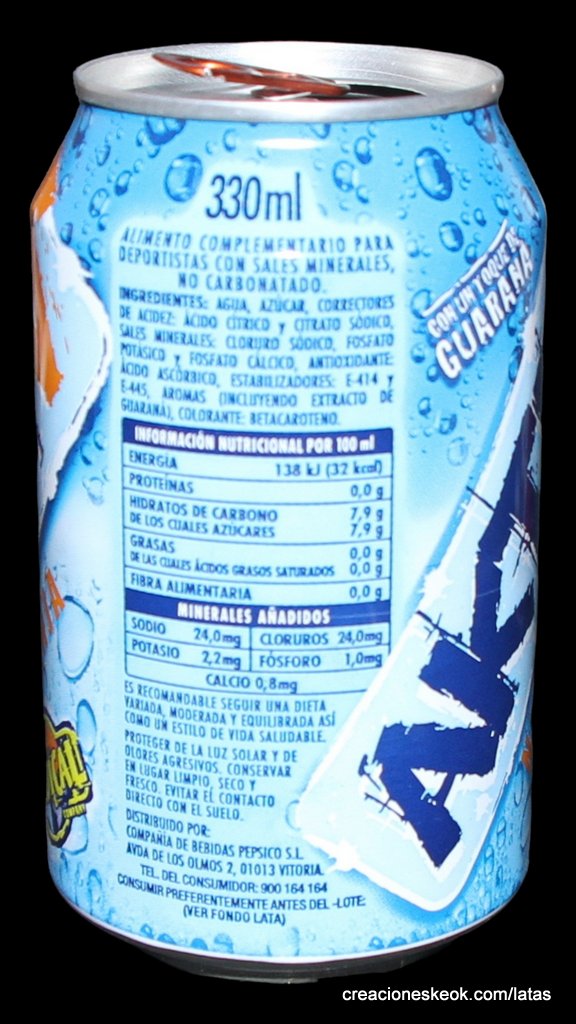 330ml
ALIMENTO COMPLEMENTARIO PARA
DEPORTISTAS CON SALES MINERALES,
NO CARBONATADO.
INGREDIENTES: AGUA, AZÚCAR, CORRECTORES
DE ACIDEZ: ÁCIDO CÍTRICO y CITRATO SÓDICO,
SALES MINERALES: CLORURO SÓDICO, FOSFATO
POTÁSICO y FOSFATO CÁLCICO, ANTIOXIDANTE:
ÁCIDO ASCÓRBICO, ESTABILIZADORES: E-414 y
E-445, AROMAS (INCLUYENDO EXTRACTO DE
GUARANÁ), COLORANTE: BETACAROTENO.
INFORMACIÓN NUTRICIONAL POR 100 ml
ENERGIA 138 kJ (32 kcal)
PROTEINAS 0,0 g
HIDRATOS DE CARBONO 7,9 g
DE LOS CUALES AZUCARES 7,9 g
GRASAS 0,0 g
DE LAS CUALES ÁCIDOS GRASOS SATURADOS 0,0 g
FIBRA ALIMENTARIA 0,0 g
MINERALES AÑADIDOS
SODIO 24,0mg CLORUROS 24,0mg
POTASIO 2,2mg FÓSFORO 1,0mg
CALCIO 0,8mg
ES RECOMANDABLE SEGUIR UNA DIETA
VARIADA, MODERADA Y EQUILIBRADA ASÍ
COMO UN ESTILO DE VIDA SALUDABLE.
PROTEGER DE LA LUZ SOLAR Y DE
OLORES AGRESIVOS. CONSERVAR
EN LUGAR LIMPIO, SECO Y
FRESCO. EVITAR EL CONTACTO
DIRECTO CON EL SUELO.
DISTRIBUIDO POR:
COMPAÑIA DE BEBIDAS PEPSICO S.L.
AVDA DE LOS OLMOS 2, 01013 VITORIA.
TEL. DEL CONSUMIDOR: 900 164 164
CONSUMIR PREFERENTEMENTE ANTES DEL -LOTE:
(VER FONDO LATA)
CON UN TOQUE DE
GUARANÁ
creacioneskeok.com/latas